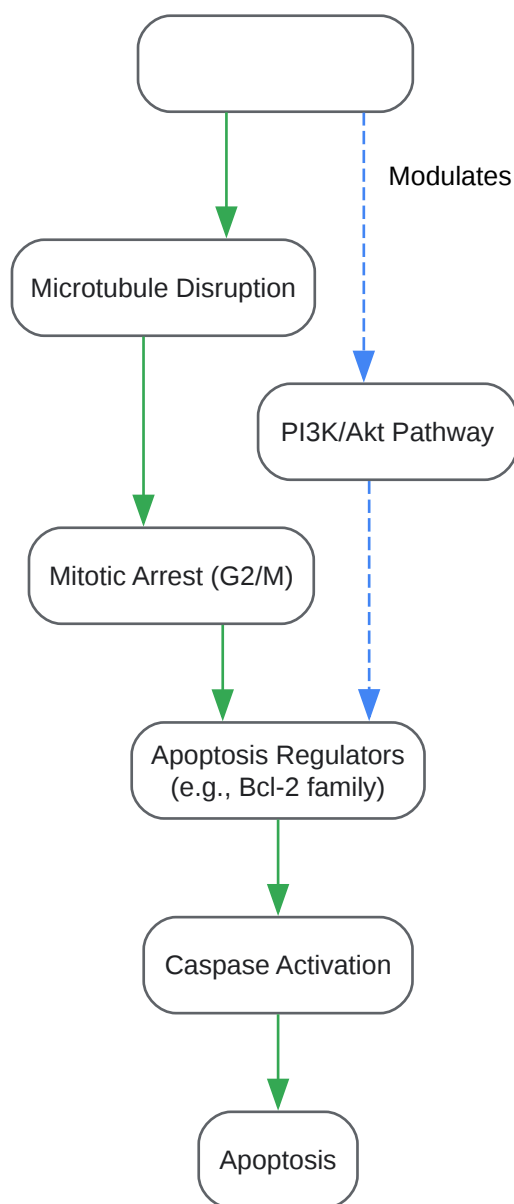 Modulates
Microtubule Disruption
PI3K/Akt Pathway
Mitotic Arrest (G2/M)
Apoptosis Regulators
(e.g., Bcl-2 family)
Caspase Activation
Apoptosis